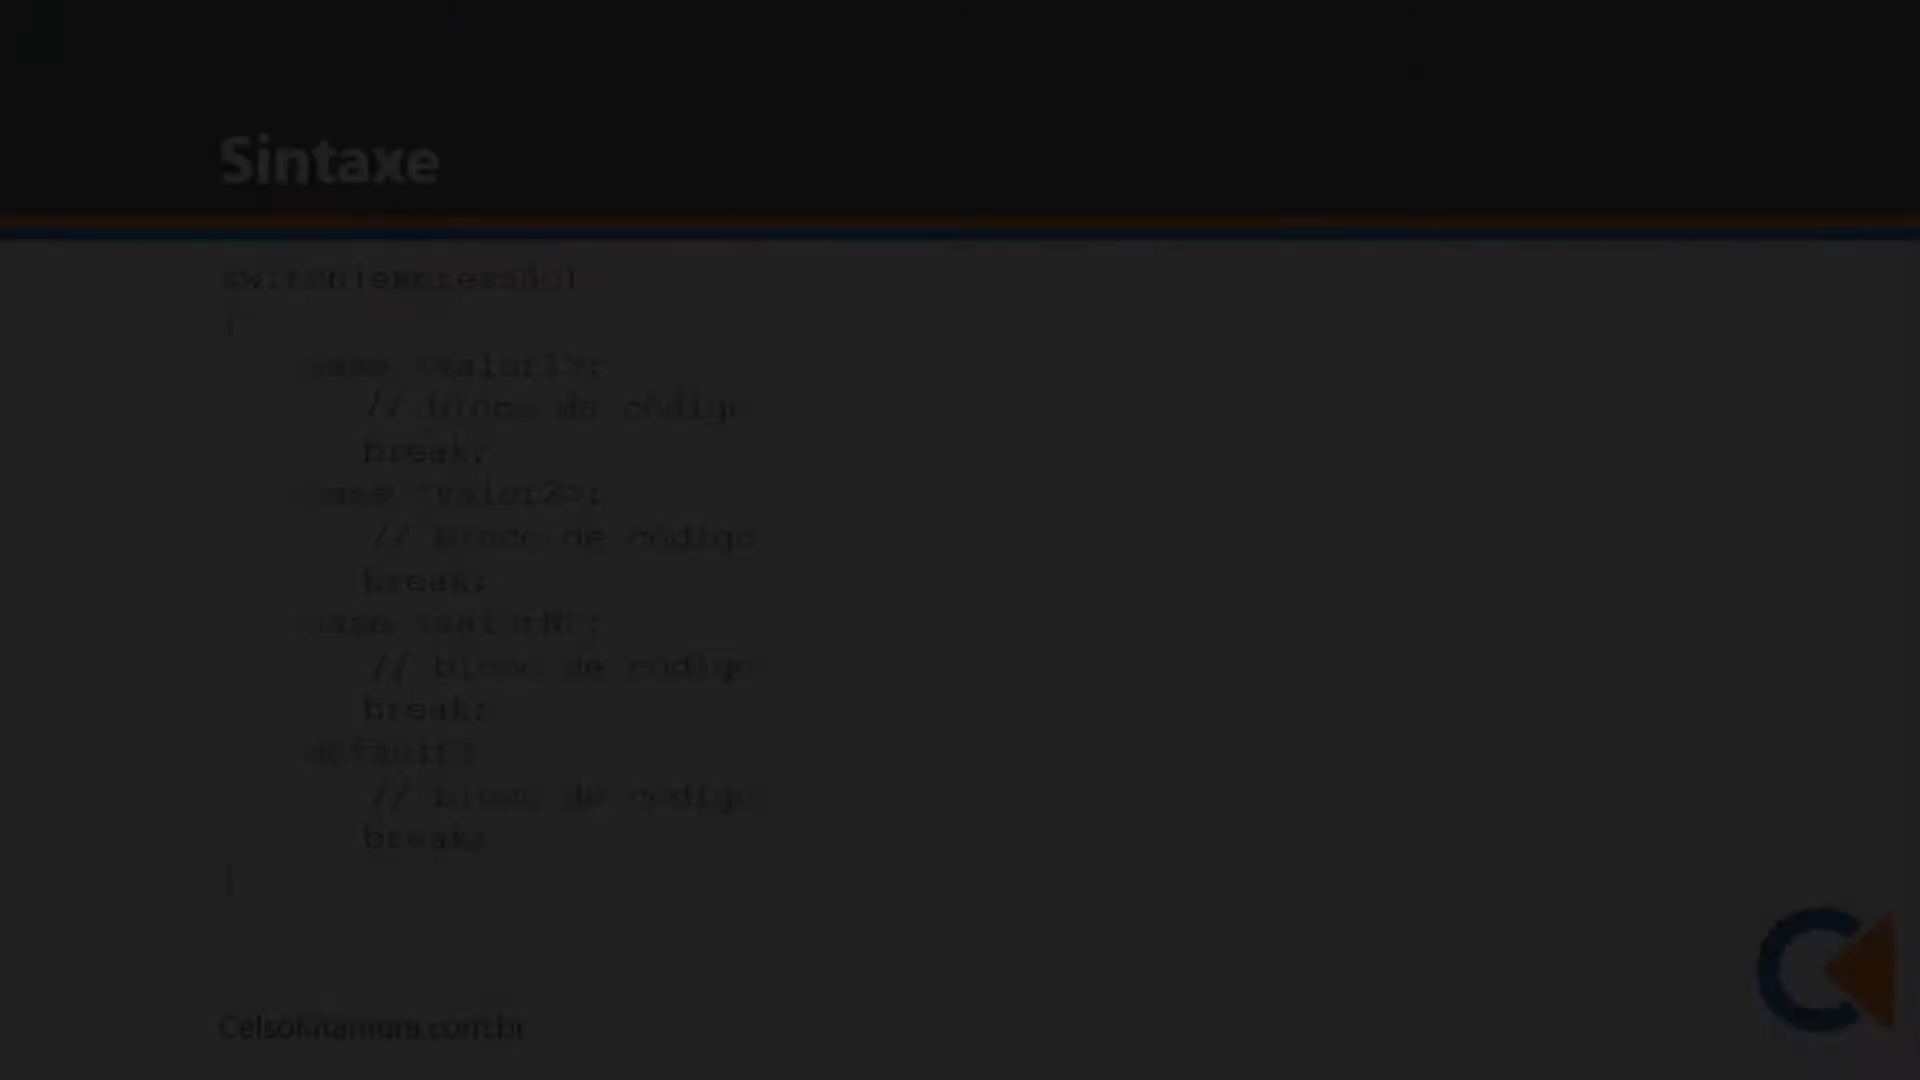 Sintaxe
switch(expressão)
{
case <valor1>:
// bloco de código
break;
case <valor2>:
// bloco de código
break;
case <valorN>:
// bloco de código
break;
default:
// bloco de código
break;
}
CelsoKitamura.com.br